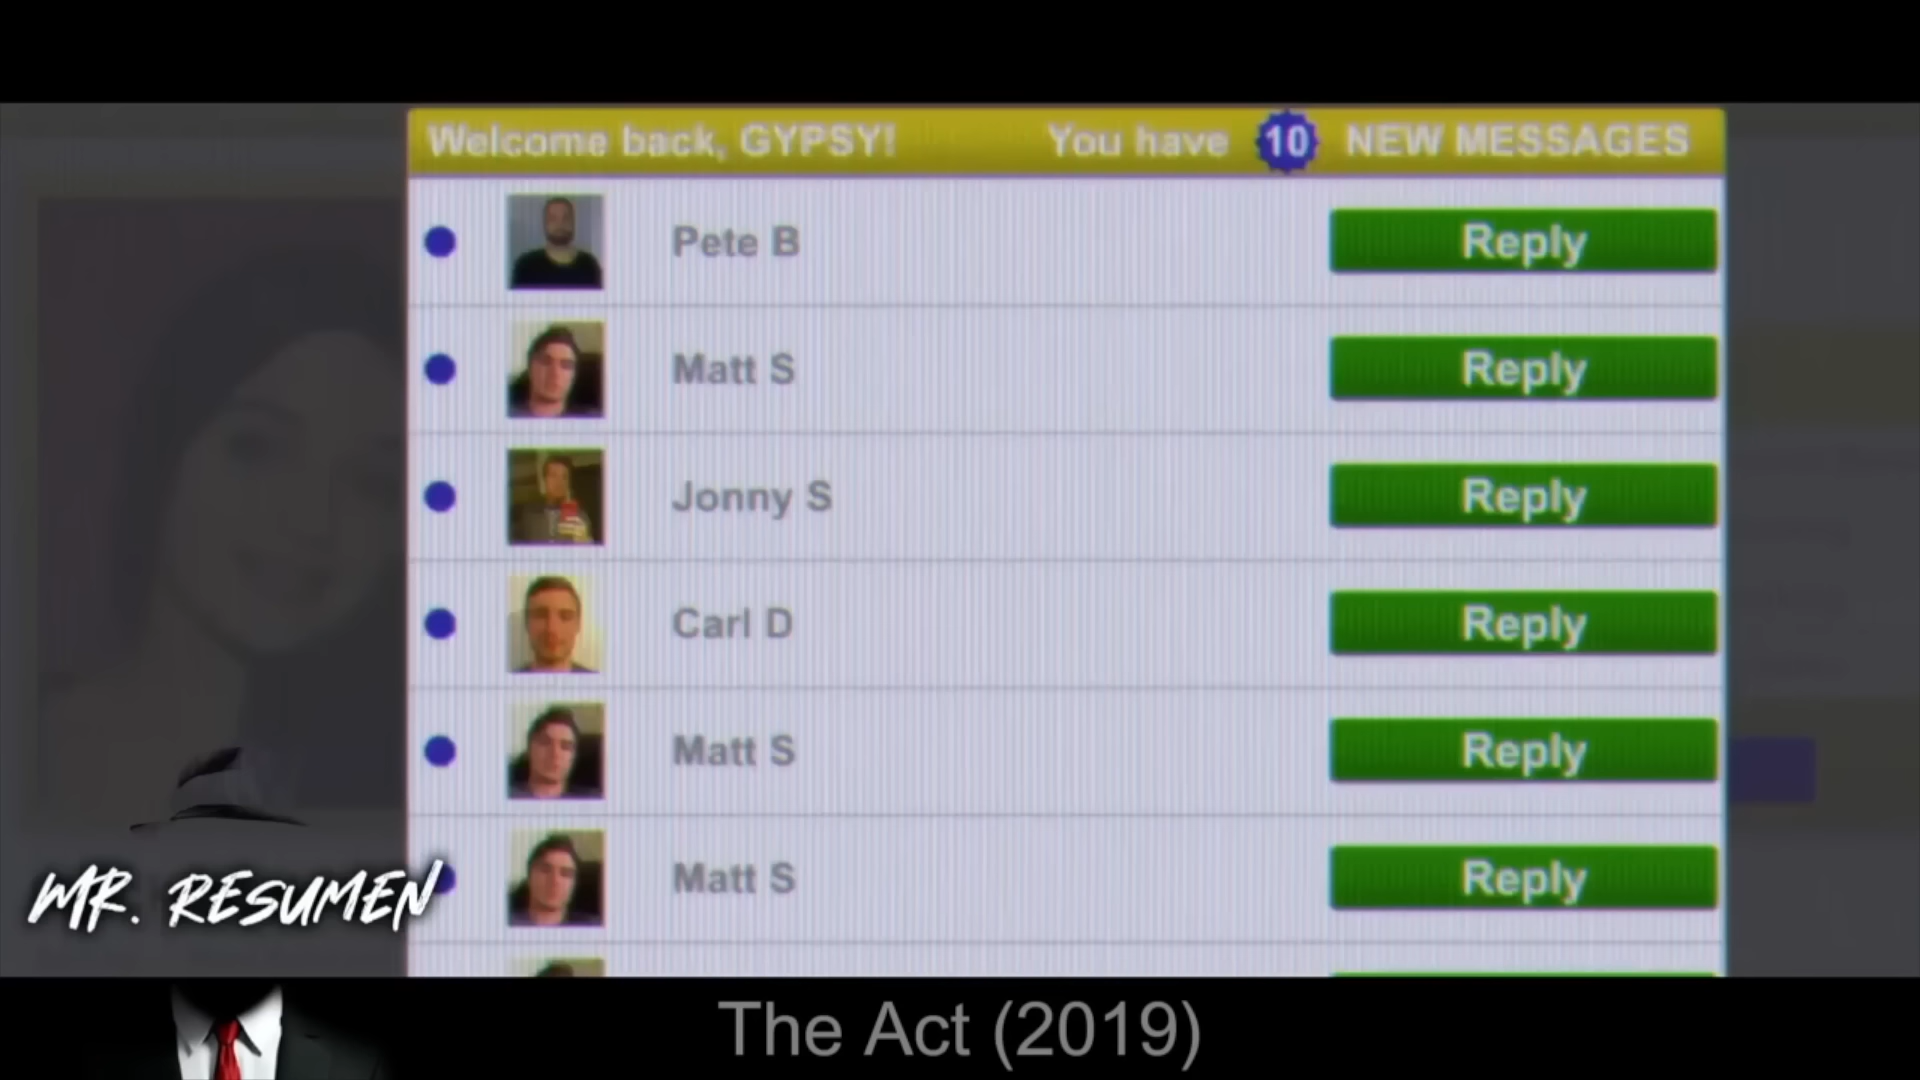 Welcome back, GYPSY! You have 10 NEW MESSAGES
Pete B Reply
Matt S Reply
Jonny S Reply
Carl D Reply
Matt S Reply
Matt S Reply
MR. RESUMEN
The Act (2019)